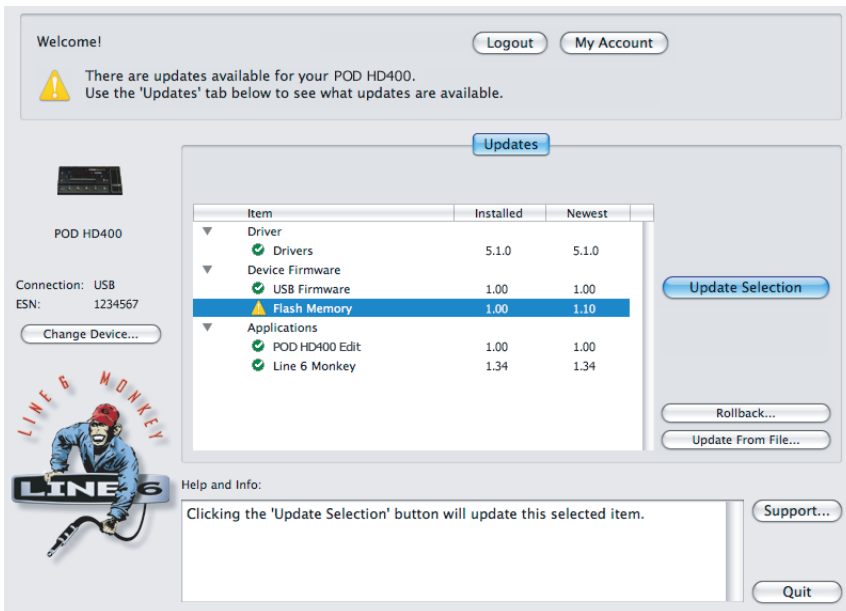 Welcome!
Logout
My Account
There are updates available for your POD HD400.
Use the 'Updates' tab below to see what updates are available.
Updates
POD HD400
Connection: USB
ESN: 1234567
Change Device...
Item Installed Newest
Driver
Drivers 5.1.0 5.1.0
Device Firmware
USB Firmware 1.00 1.00
Flash Memory 1.00 1.10
Applications
POD HD400 Edit 1.00 1.00
Line 6 Monkey 1.34 1.34
Update Selection
Rollback...
Update From File...
LINE 6 MONKEY
LINE 6
Help and Info:
Clicking the 'Update Selection' button will update this selected item.
Support...
Quit